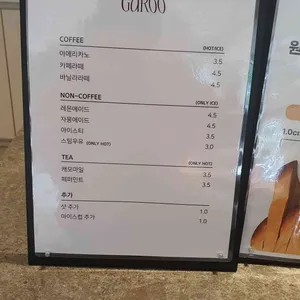 GUROO
COFFEE (HOT/ICE)
아메리카노 3.5
카페라떼 4.5
바닐라라떼 4.5
NON-COFFEE (ONLY ICE)
레몬에이드 4.5
자몽에이드 4.5
아이스티 3.5
스팀우유 (ONLY HOT) 3.0
TEA (ONLY HOT)
캐모마일 3.5
페퍼민트 3.5
추가
샷 추가 1.0
아이스컵 추가 1.0